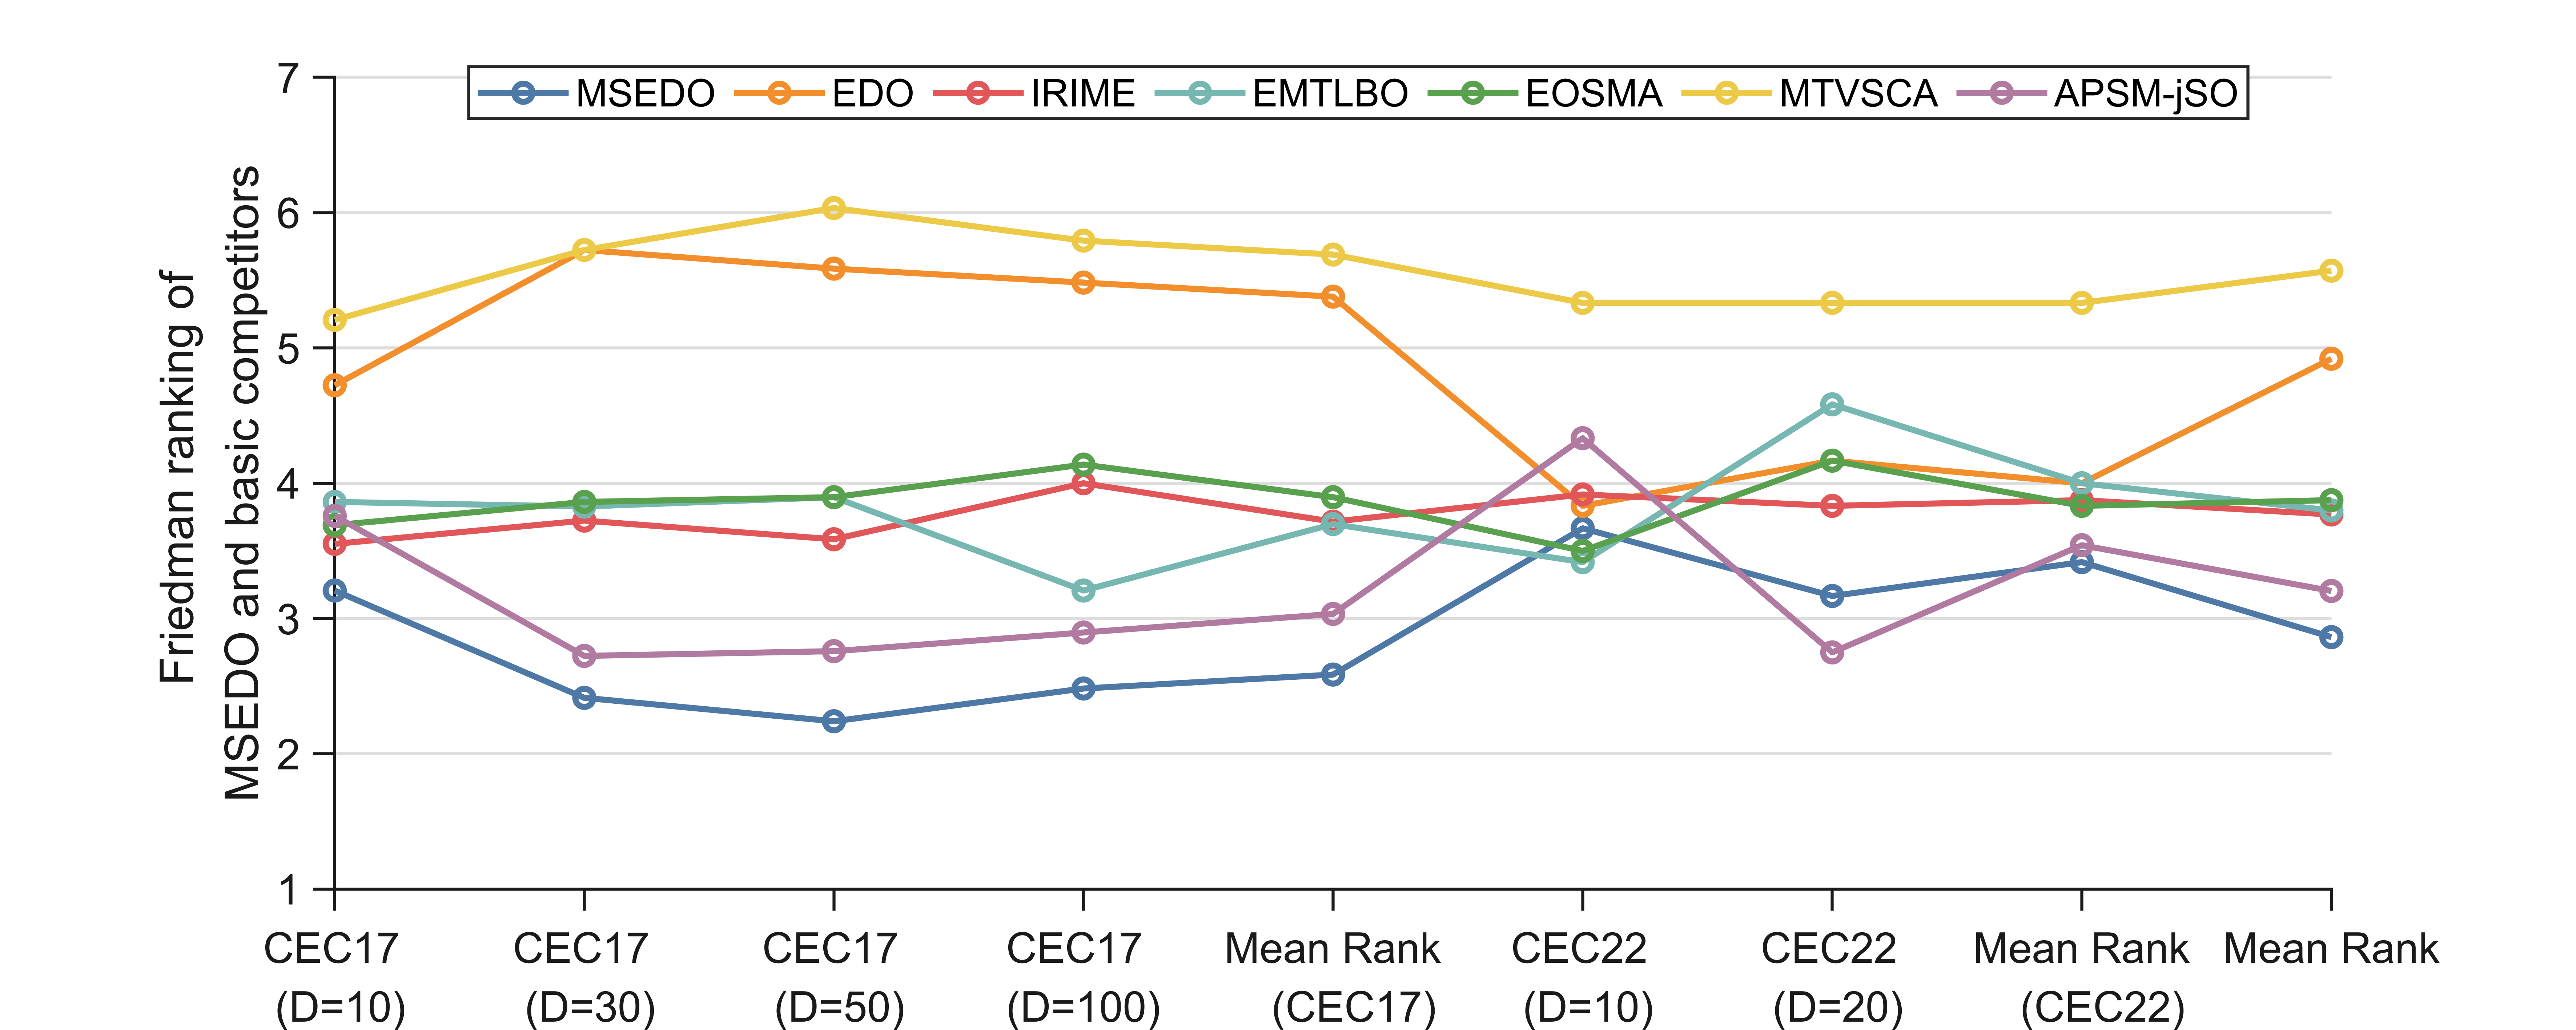 Friedman ranking of
MSEDO and basic competitors
7
6
5
4
3
2
1
MSEDO EDO IRIME EMTLBO EOSMA MTVSCA APSM-jSO
CEC17
(D=10)
CEC17
(D=30)
CEC17
(D=50)
CEC17
(D=100)
Mean Rank
(CEC17)
CEC22
(D=10)
CEC22
(D=20)
Mean Rank
(CEC22)
Mean Rank